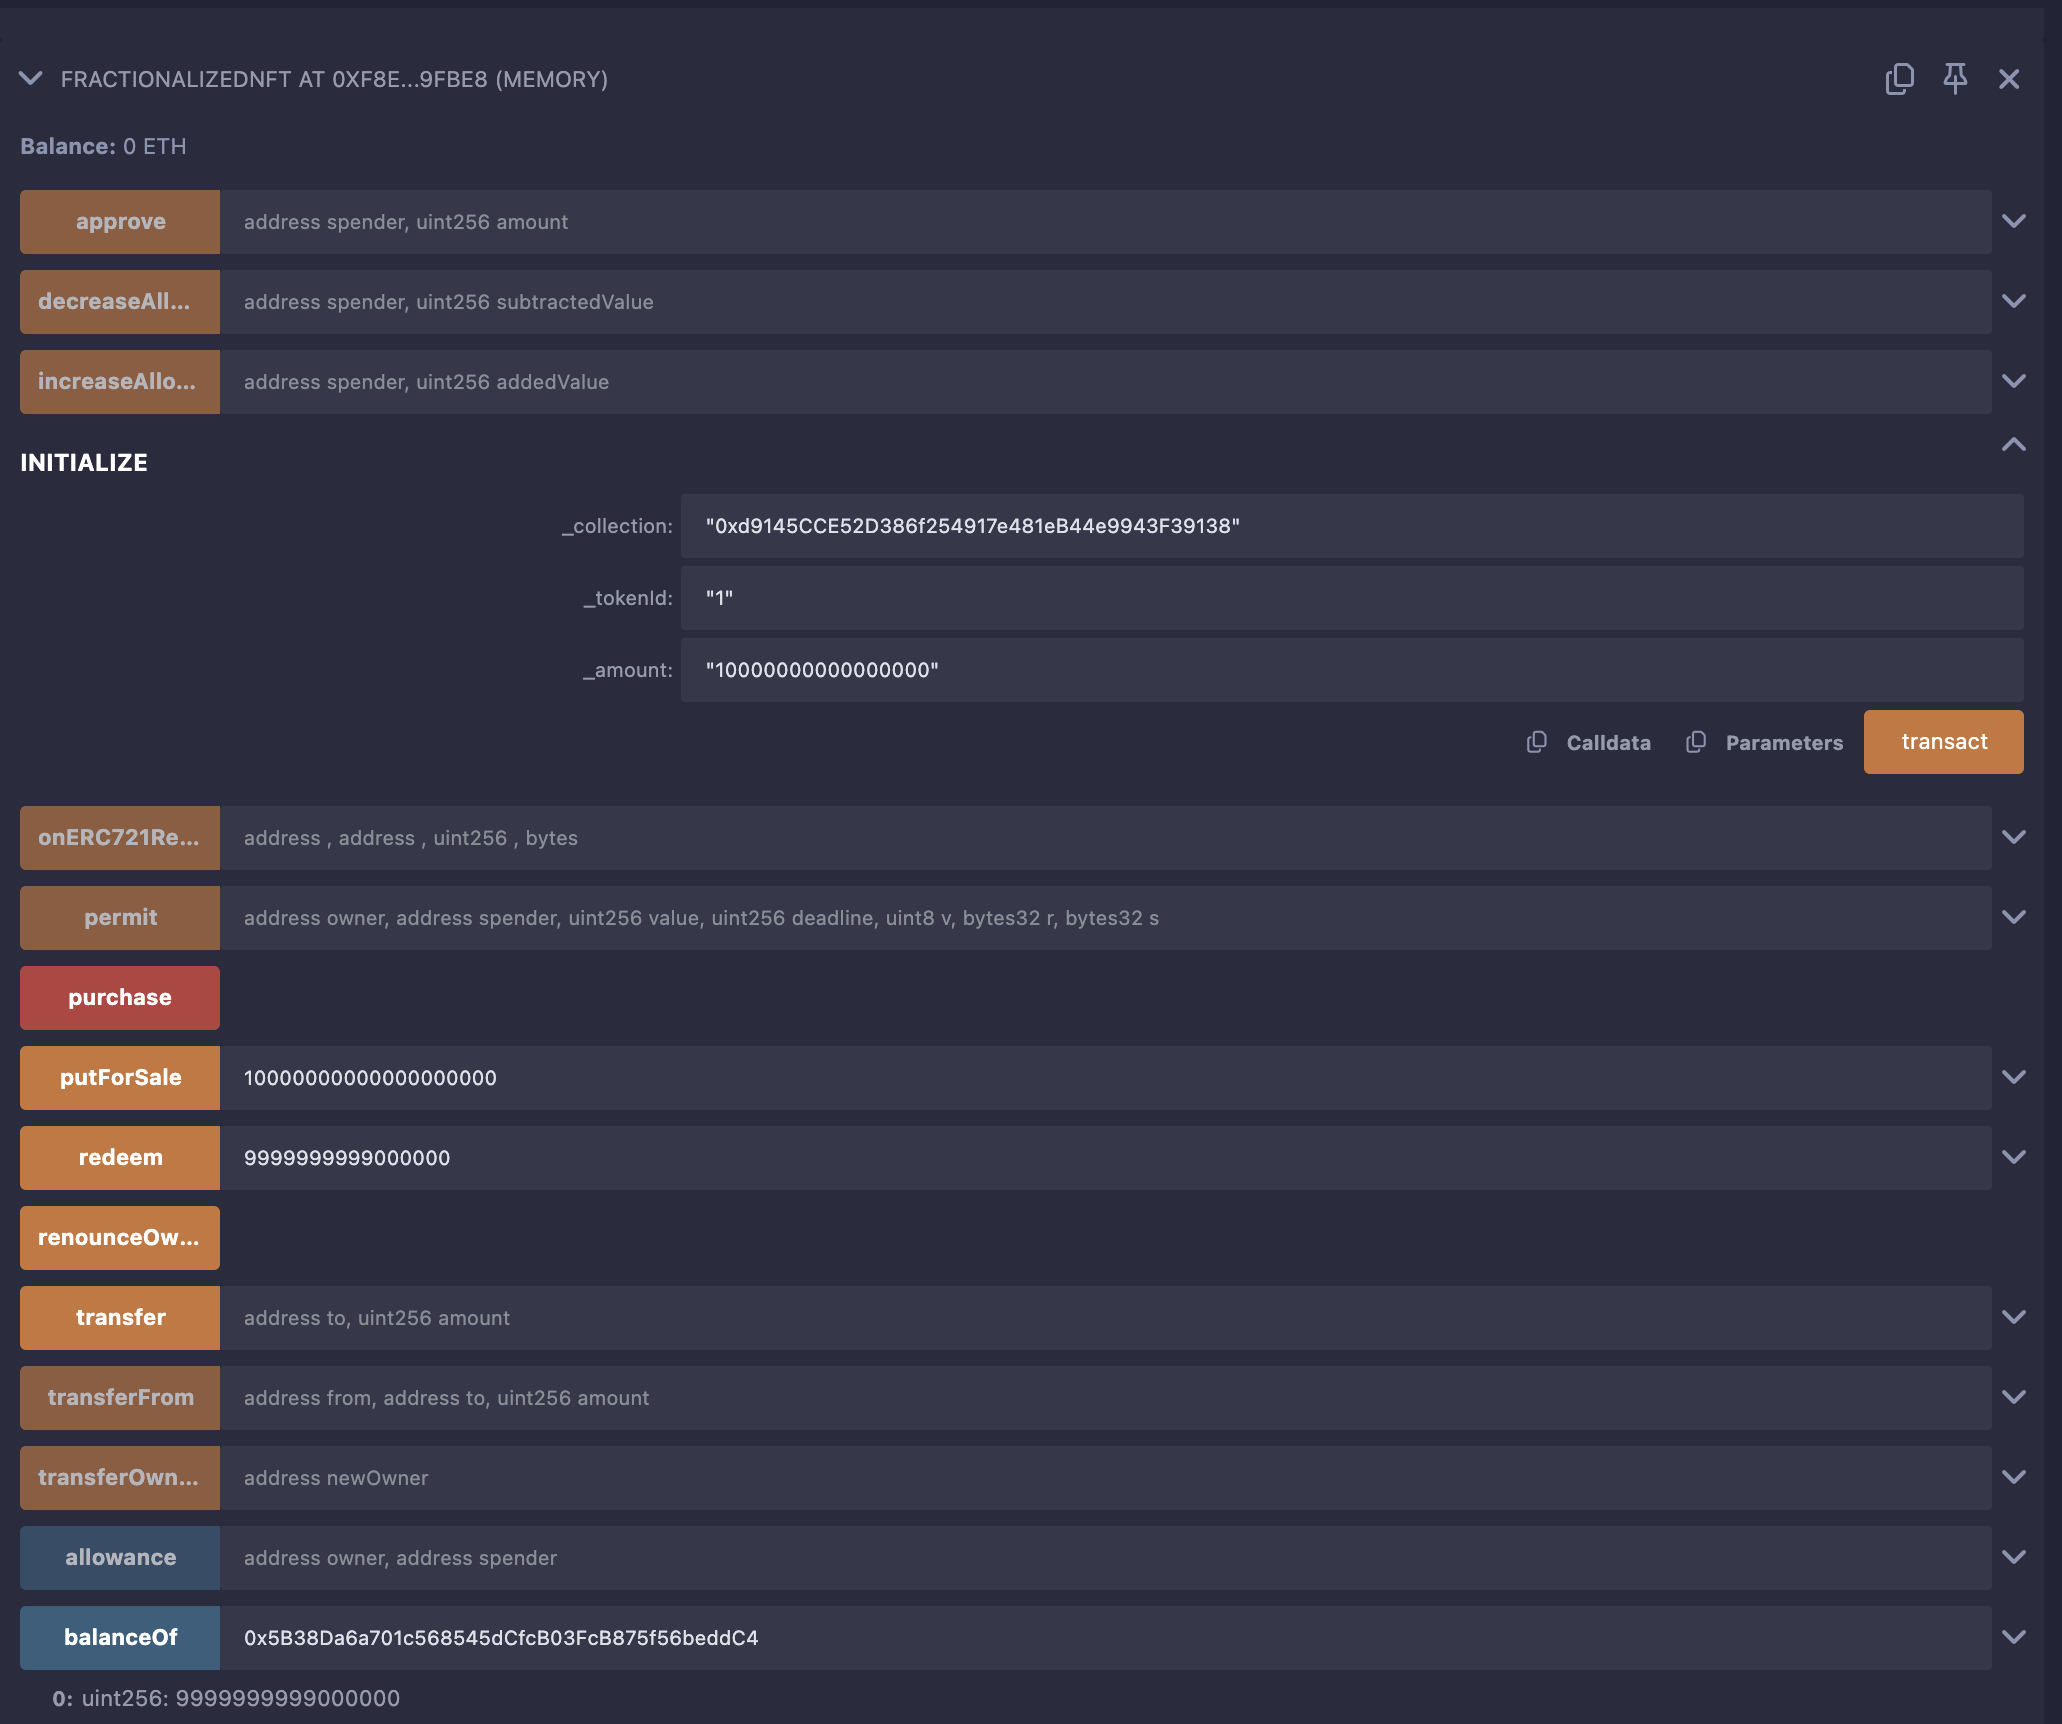 FRACTIONALIZEDNFT AT 0XF8E...9FBE8 (MEMORY)
Balance: 0 ETH
approve address spender, uint256 amount
decreaseAll... address spender, uint256 subtractedValue
increaseAllo... address spender, uint256 addedValue
INITIALIZE
_collection: "0xd9145CCE52D386f254917e481eB44e9943F39138"
_tokenId: "1"
_amount: "10000000000000000"
Calldata Parameters transact
onERC721Re... address , address , uint256 , bytes
permit address owner, address spender, uint256 value, uint256 deadline, uint8 v, bytes32 r, bytes32 s
purchase
putForSale 10000000000000000000
redeem 9999999999000000
renounceOw...
transfer address to, uint256 amount
transferFrom address from, address to, uint256 amount
transferOwn... address newOwner
allowance address owner, address spender
balanceOf 0x5B38Da6a701c568545dCfcB03FcB875f56beddC4
0: uint256: 9999999999000000